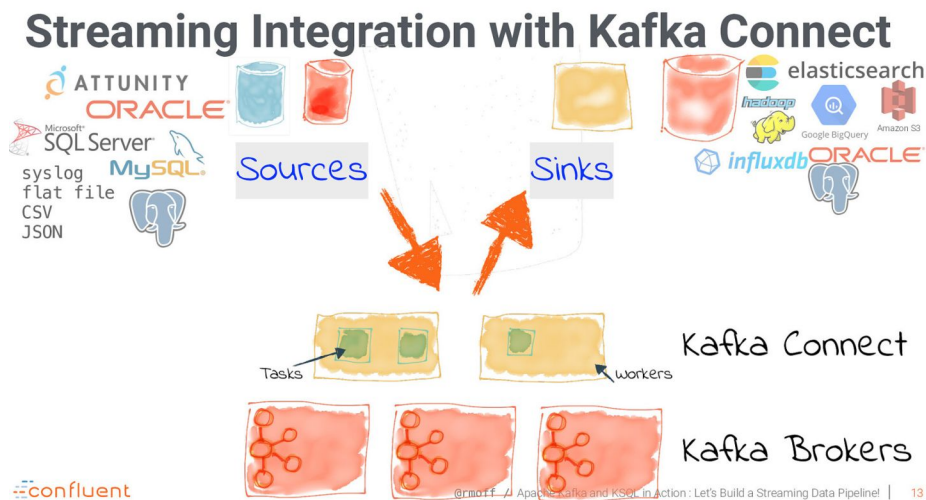 Streaming Integration with Kafka Connect
ATTUNITY
ORACLE
Microsoft
SQL Server
MySQL
syslog
flat file
CSV
JSON
Sources
Sinks
elasticsearch
hadoop
Google BigQuery
Amazon S3
influxdb
ORACLE
Tasks
Workers
Kafka Connect
Kafka Brokers
confluent
@rmoff // Apache Kafka and KSQL in Action : Let's Build a Streaming Data Pipeline!
13